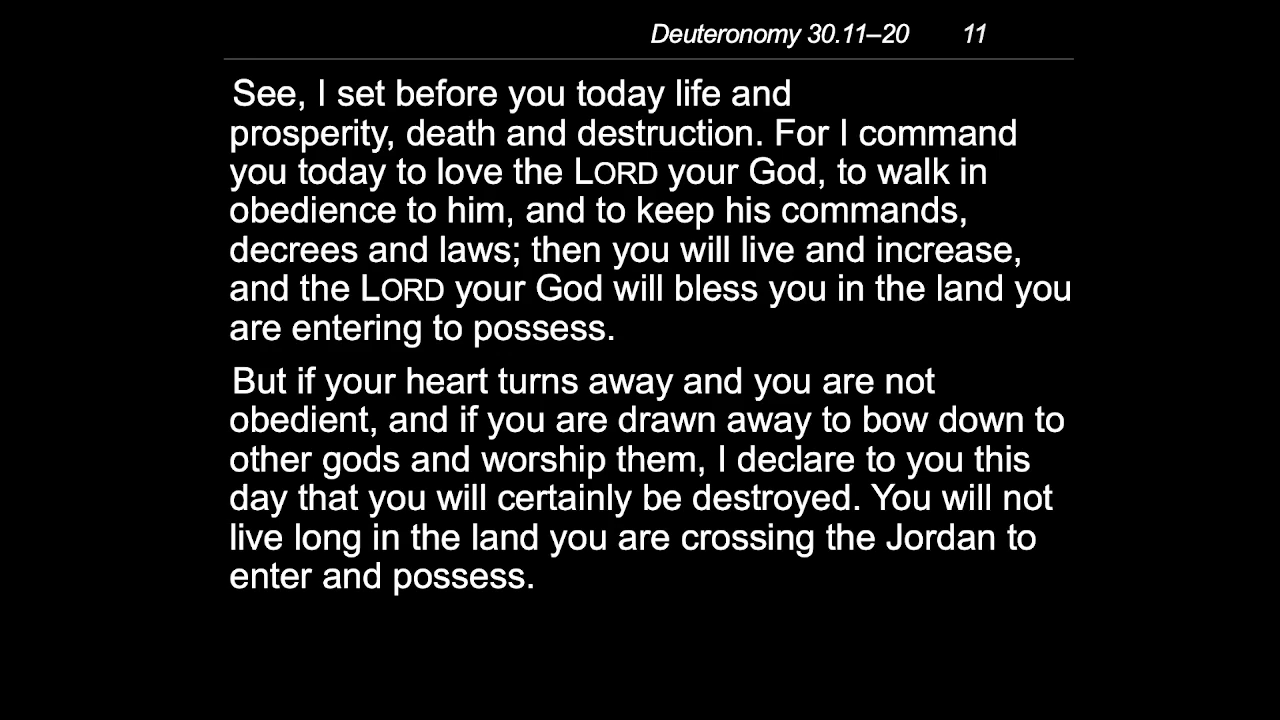 Deuteronomy 30.11–20 11
See, I set before you today life and
prosperity, death and destruction. For I command
you today to love the LORD your God, to walk in
obedience to him, and to keep his commands,
decrees and laws; then you will live and increase,
and the LORD your God will bless you in the land you
are entering to possess.
But if your heart turns away and you are not
obedient, and if you are drawn away to bow down to
other gods and worship them, I declare to you this
day that you will certainly be destroyed. You will not
live long in the land you are crossing the Jordan to
enter and possess.